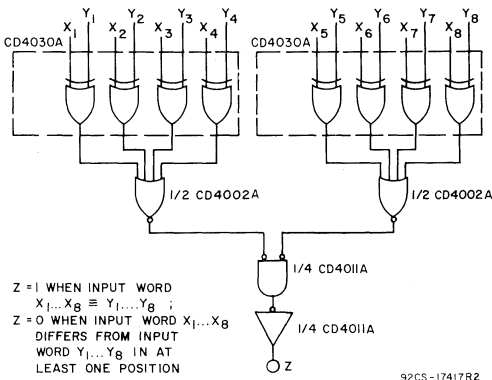 X1 Y1 X2 Y2 X3 Y3 X4 Y4 X5 Y5 X6 Y6 X7 Y7 X8 Y8
CD4030A CD4030A
1/2 CD4002A 1/2 CD4002A
1/4 CD4011A
1/4 CD4011A
Z
Z = 1 WHEN INPUT WORD
X1...X8 ≡ Y1....Y8 ;
Z = 0 WHEN INPUT WORD X1...X8
DIFFERS FROM INPUT
WORD Y1...Y8 IN AT
LEAST ONE POSITION
92CS-17417R2